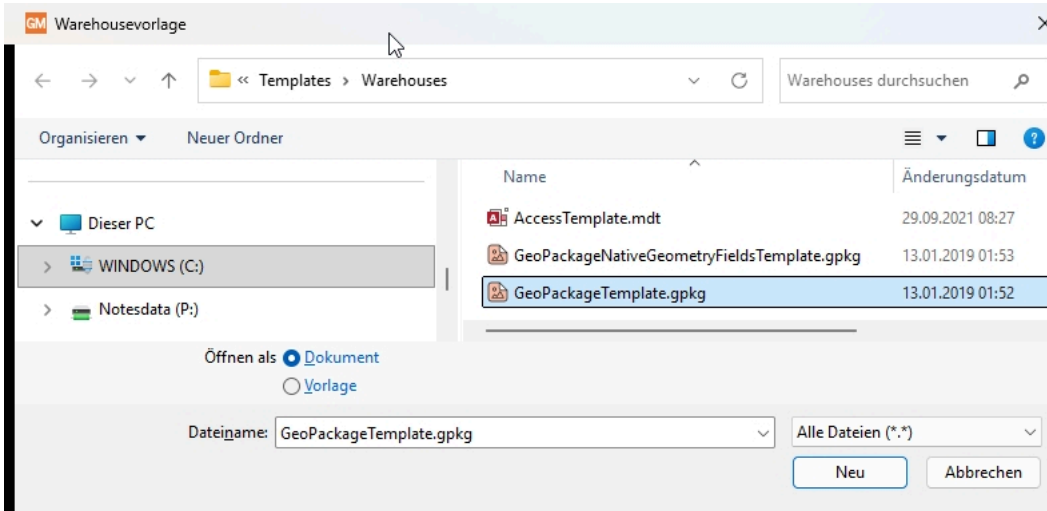 GM Warehousevorlage
« Templates > Warehouses
Warehouses durchsuchen
Organisieren
Neuer Ordner
Name
Änderungsdatum
Dieser PC
WINDOWS (C:)
Notesdata (P:)
AccessTemplate.mdt 29.09.2021 08:27
GeoPackageNativeGeometryFieldsTemplate.gpkg 13.01.2019 01:53
GeoPackageTemplate.gpkg 13.01.2019 01:52
Öffnen als Dokument
Vorlage
Dateiname: GeoPackageTemplate.gpkg Alle Dateien (*.*)
Neu Abbrechen